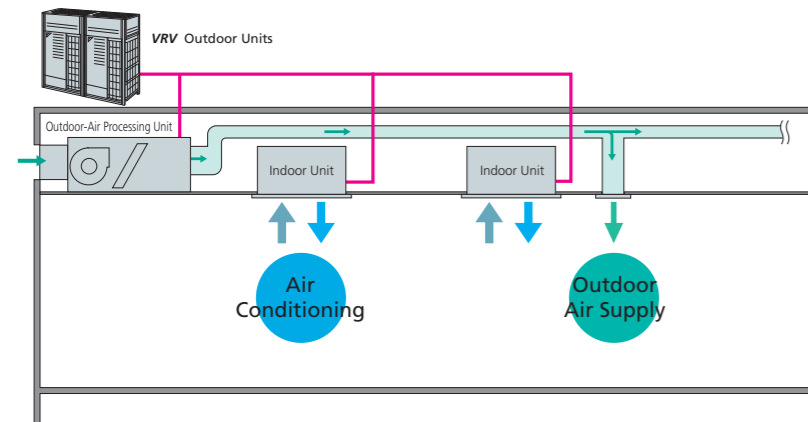 VRV Outdoor Units
Outdoor-Air Processing Unit
Indoor Unit
Indoor Unit
Air
Conditioning
Outdoor
Air Supply